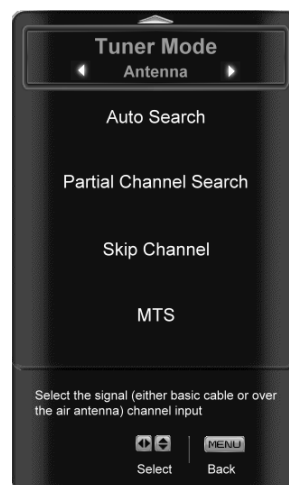 Tuner Mode
Antenna
Auto Search
Partial Channel Search
Skip Channel
MTS
Select the signal (either basic cable or over
the air antenna) channel input
MENU
Select Back